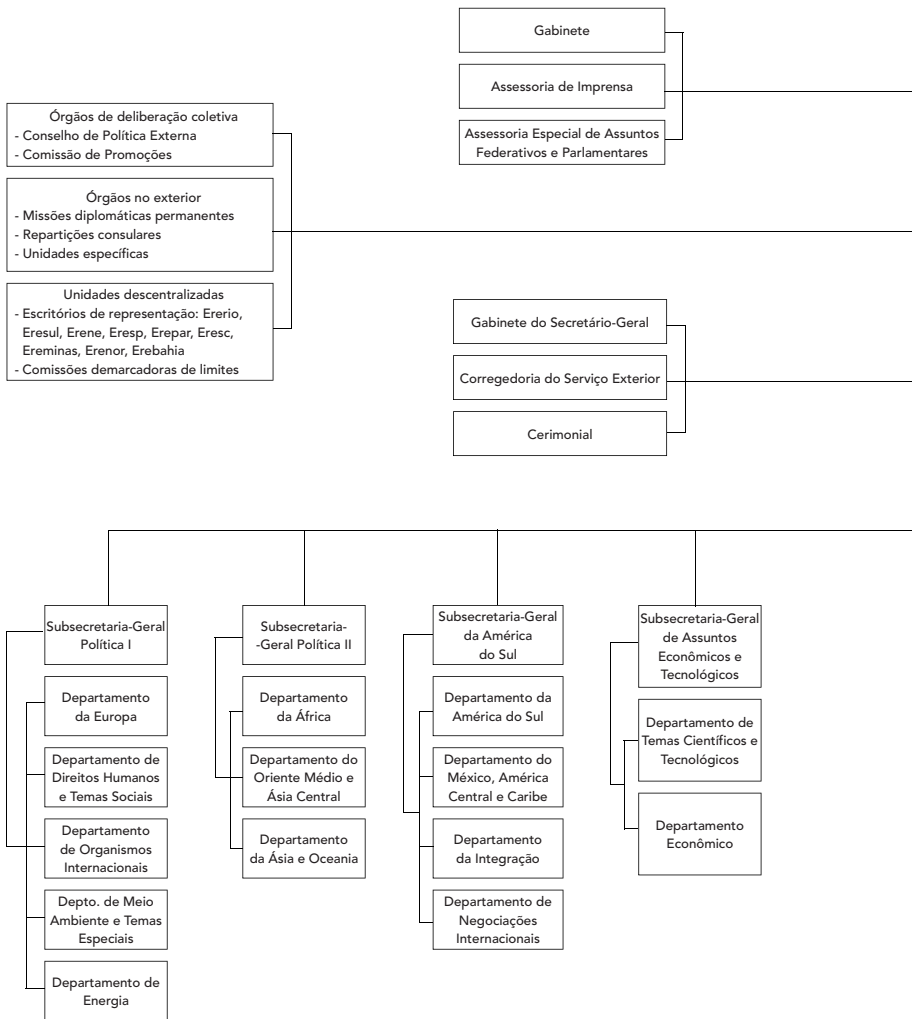 Gabinete
Assessoria de Imprensa
Assessoria Especial de Assuntos
Federativos e Parlamentares
Órgãos de deliberação coletiva
- Conselho de Política Externa
- Comissão de Promoções
Órgãos no exterior
- Missões diplomáticas permanentes
- Repartições consulares
- Unidades específicas
Unidades descentralizadas
- Escritórios de representação: Ererio,
Eresul, Erene, Eresp, Erepar, Eresc,
Ereminas, Erenor, Erebahia
- Comissões demarcadoras de limites
Gabinete do Secretário-Geral
Corregedoria do Serviço Exterior
Cerimonial
Subsecretaria-Geral
Política I
Departamento
da Europa
Departamento de
Direitos Humanos
e Temas Sociais
Departamento
de Organismos
Internacionais
Depto. de Meio
Ambiente e Temas
Especiais
Departamento de
Energia
Subsecretaria-
-Geral Política II
Departamento
da África
Departamento do
Oriente Médio e
Ásia Central
Departamento
da Ásia e Oceania
Subsecretaria-Geral
da América
do Sul
Departamento da
América do Sul
Departamento do
México, América
Central e Caribe
Departamento
da Integração
Departamento de
Negociações
Internacionais
Subsecretaria-Geral
de Assuntos
Econômicos e
Tecnológicos
Departamento de
Temas Científicos e
Tecnológicos
Departamento
Econômico